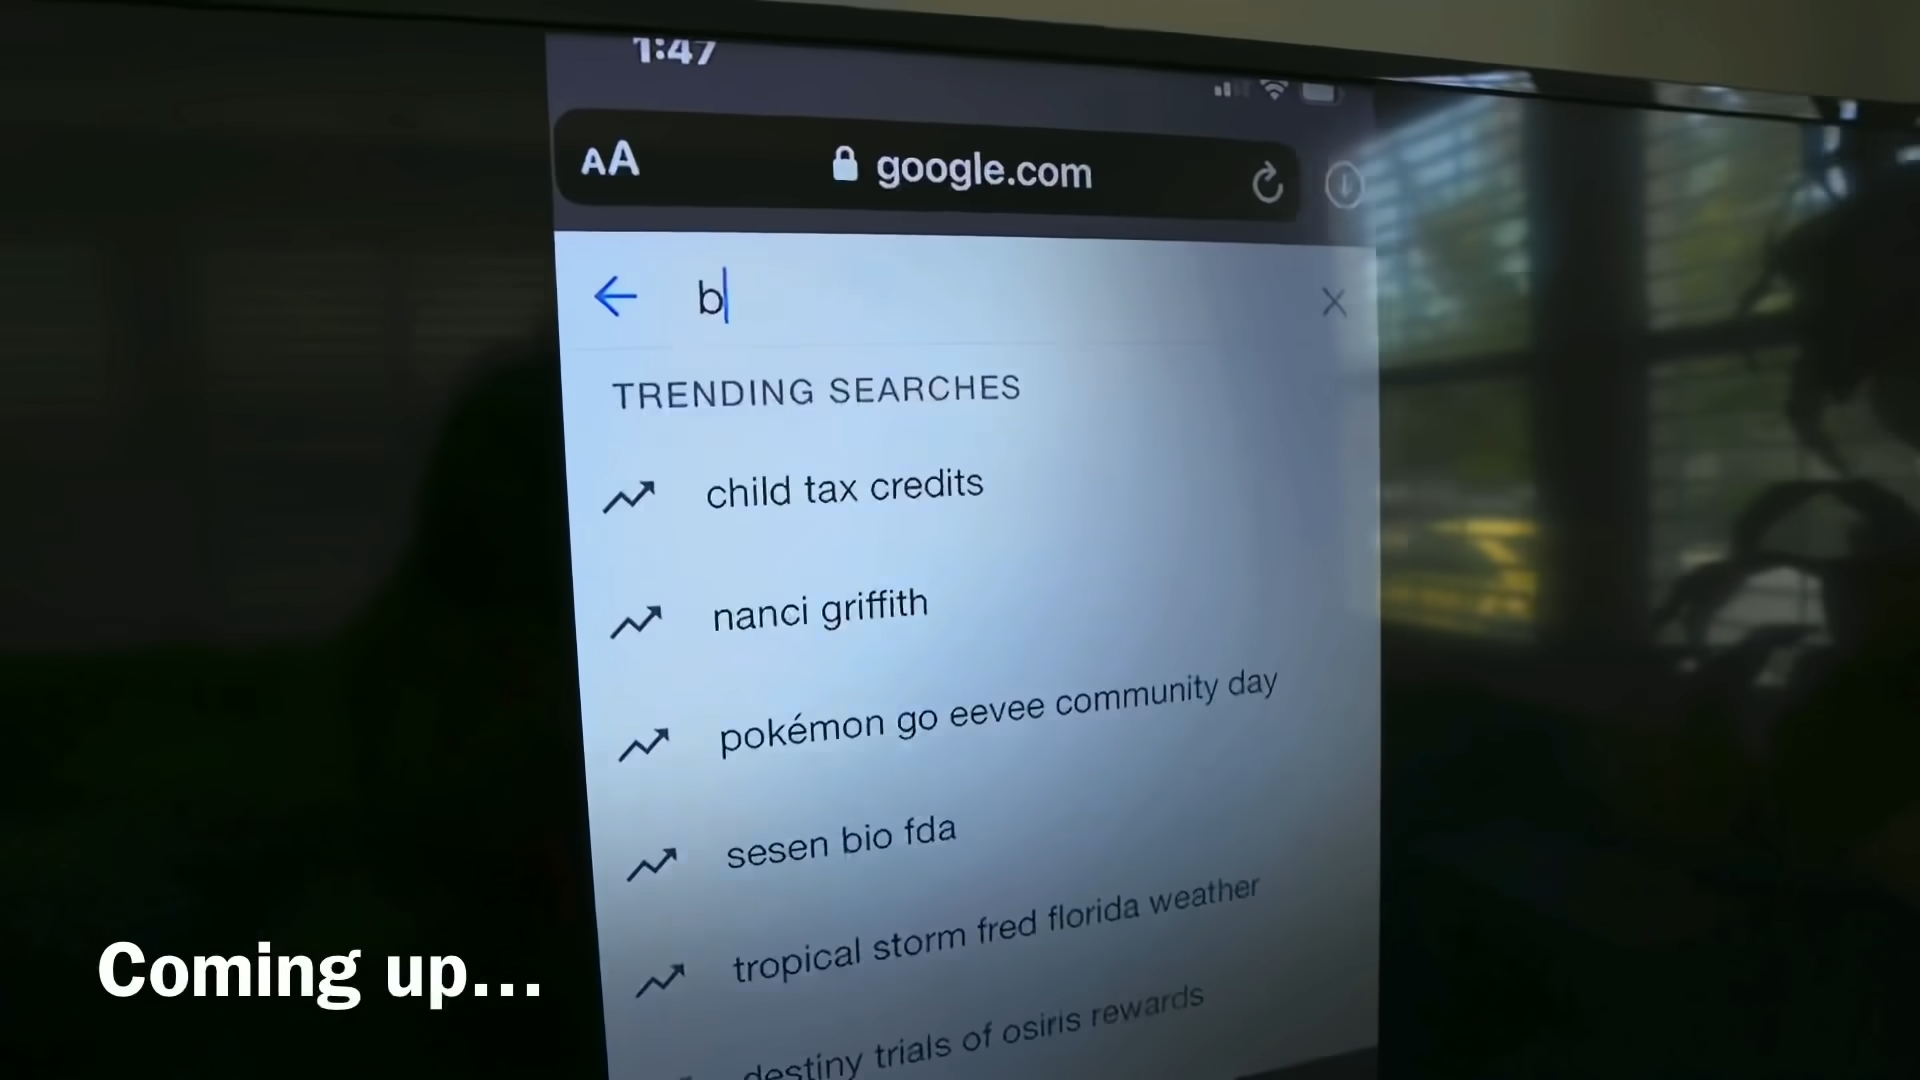 1:47
AA google.com
b
TRENDING SEARCHES
child tax credits
nanci griffith
pokémon go eevee community day
sesen bio fda
tropical storm fred florida weather
destiny trials of osiris rewards
Coming up...